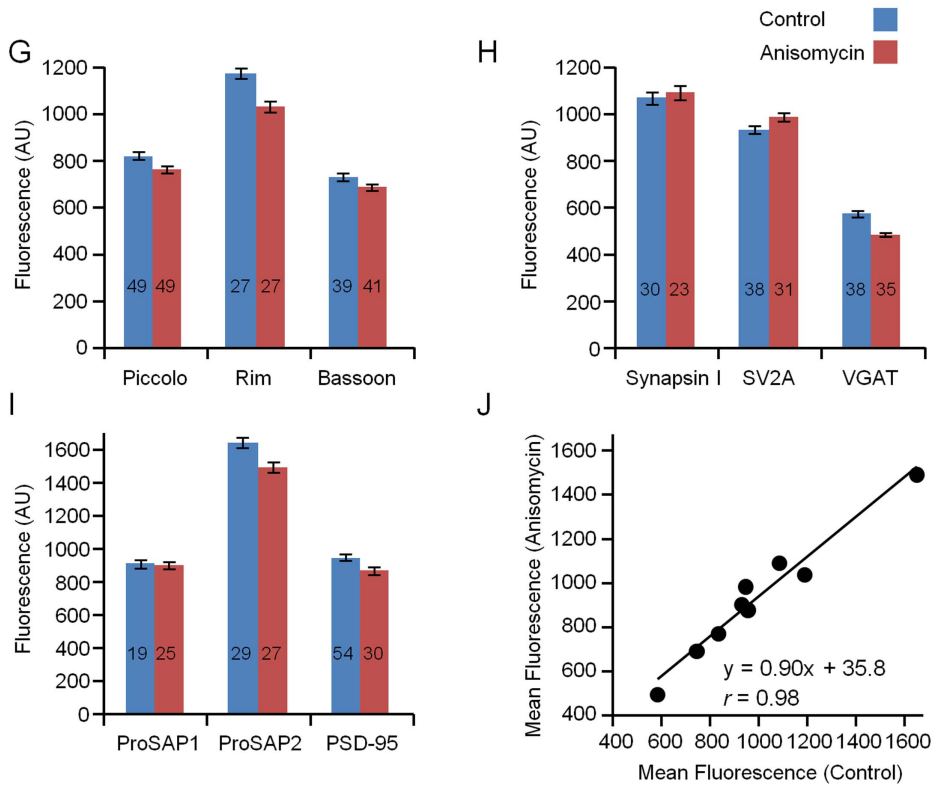 Control
Anisomycin
G
Fluorescence (AU)
1200
1000
800
600
400
200
0
49 49 27 27 39 41
Piccolo Rim Bassoon
H
Fluorescence (AU)
1200
1000
800
600
400
200
0
30 23 38 31 38 35
Synapsin I SV2A VGAT
I
Fluorescence (AU)
1600
1400
1200
1000
800
600
400
200
0
19 25 29 27 54 30
ProSAP1 ProSAP2 PSD-95
J
Mean Fluorescence (Anisomycin)
1600
1400
1200
1000
800
600
400
y = 0.90x + 35.8
r = 0.98
400 600 800 1000 1200 1400 1600
Mean Fluorescence (Control)